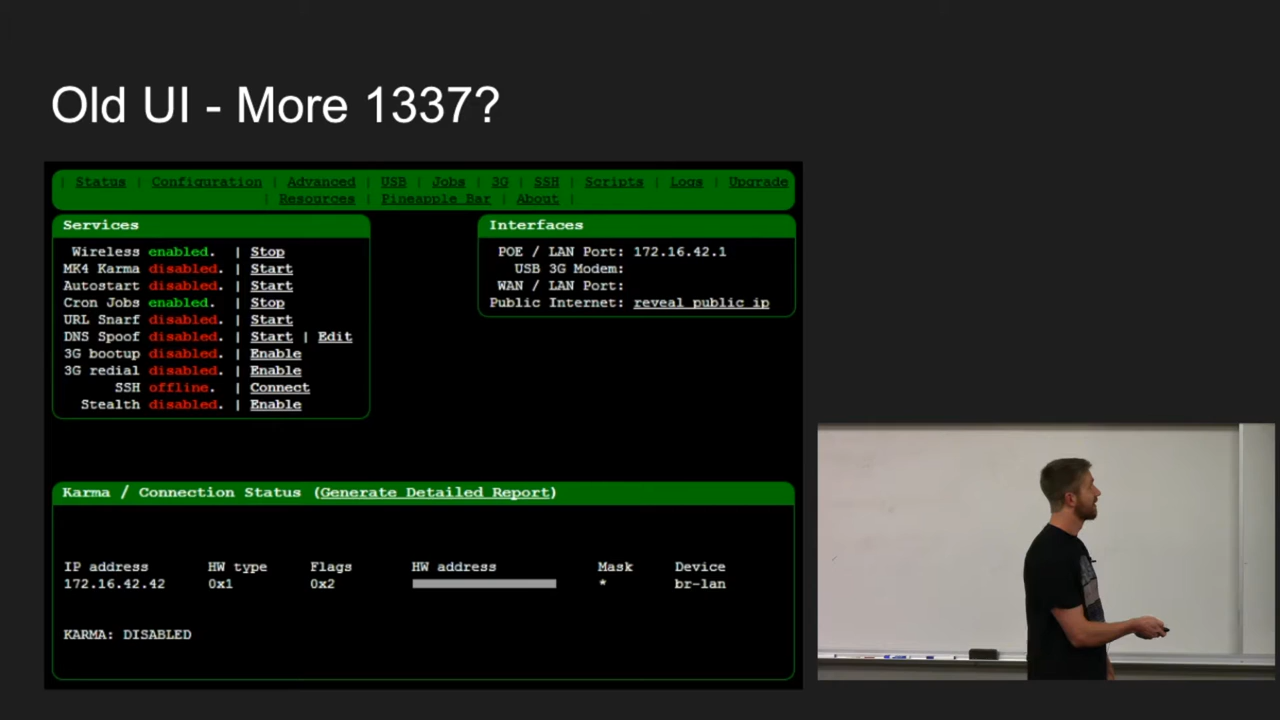 Old UI - More 1337?
| Status | Configuration | Advanced | USB | Jobs | 3G | SSH | Scripts | Logs | Upgrade
| Resources | Pineapple Bar | About |
Services
Wireless enabled. | Stop
MK4 Karma disabled. | Start
Autostart disabled. | Start
Cron Jobs enabled. | Stop
URL Snarf disabled. | Start
DNS Spoof disabled. | Start | Edit
3G bootup disabled. | Enable
3G redial disabled. | Enable
SSH offline. | Connect
Stealth disabled. | Enable
Interfaces
POE / LAN Port: 172.16.42.1
USB 3G Modem:
WAN / LAN Port:
Public Internet: reveal public ip
Karma / Connection Status (Generate Detailed Report)
IP address HW type Flags HW address Mask Device
172.16.42.42 0x1 0x2 * br-lan
KARMA: DISABLED